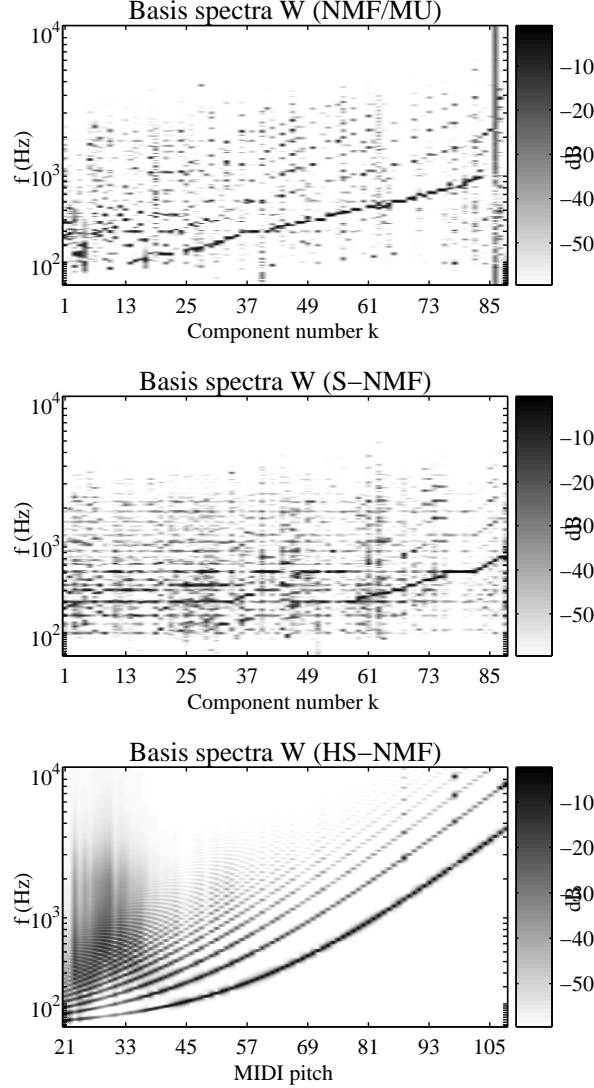 Basis spectra W (NMF/MU)
10^4
10^3
10^2
f (Hz)
1 13 25 37 49 61 73 85
Component number k
−10
−20
−30
−40
−50
dB
Basis spectra W (S−NMF)
10^4
10^3
10^2
f (Hz)
1 13 25 37 49 61 73 85
Component number k
−10
−20
−30
−40
−50
dB
Basis spectra W (HS−NMF)
10^4
10^3
10^2
f (Hz)
21 33 45 57 69 81 93 105
MIDI pitch
−10
−20
−30
−40
−50
dB